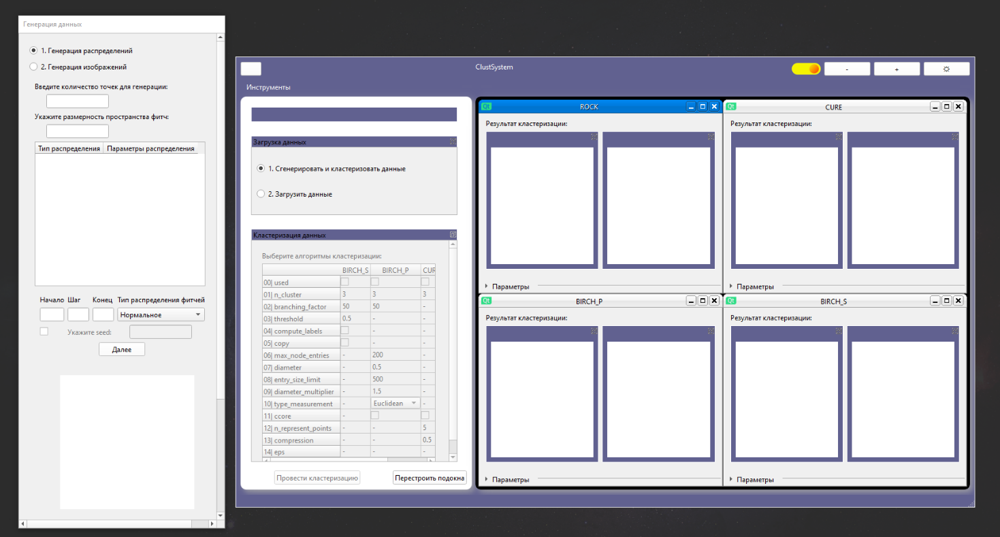 Генерация данных
1. Генерация распределений
2. Генерация изображений
Введите количество точек для генерации:
Укажите размерность пространства фитч:
Тип распределения Параметры распределения
Начало Шаг Конец Тип распределения фитчей
Нормальное
Укажите seed:
Далее
ClustSystem
- + 
Инструменты
Загрузка данных
1. Сгенерировать и кластеризовать данные
2. Загрузить данные
Кластеризация данных
Выберите алгоритмы кластеризации:
BIRCH_S BIRCH_P CUR
00| used
01| n_cluster 3 3 3
02| branching_factor 50 50 -
03| threshold 0.5 - -
04| compute_labels - -
05| copy - -
06| max_node_entries - 200 -
07| diameter - 0.5 -
08| entry_size_limit - 500 -
09| diameter_multiplier - 1.5 -
10| type_measurement - Euclidean -
11| ccore -
12| n_represent_points - - 5
13| compression - - 0.5
14| eps - - -
Провести кластеризацию Перестроить подокна
Qt ROCK
Результат кластеризации:
Параметры
Qt CURE
Результат кластеризации:
Параметры
Qt BIRCH_P
Результат кластеризации:
Параметры
Qt BIRCH_S
Результат кластеризации:
Параметры